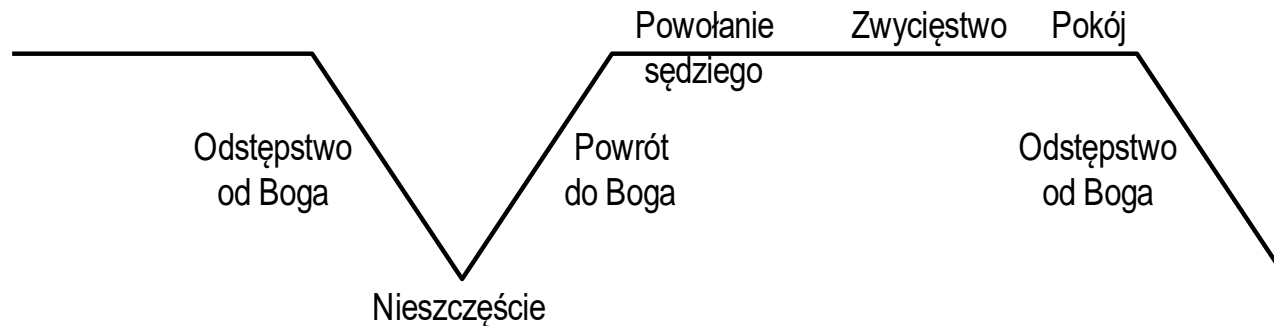 Powołanie
sędziego
Zwycięstwo
Pokój
Odstępstwo
od Boga
Powrót
do Boga
Odstępstwo
od Boga
Nieszczęście